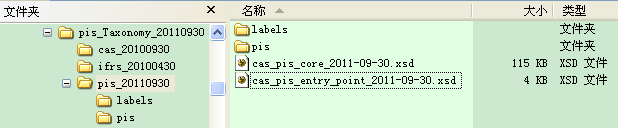 文件夹
pis_Taxonomy_20110930
cas_20100930
ifrs_20100430
pis_20110930
labels
pis
名称 大小 类型
labels 文件夹
pis 文件夹
cas_pis_core_2011-09-30.xsd 115 KB XSD 文件
cas_pis_entry_point_2011-09-30.xsd 4 KB XSD 文件